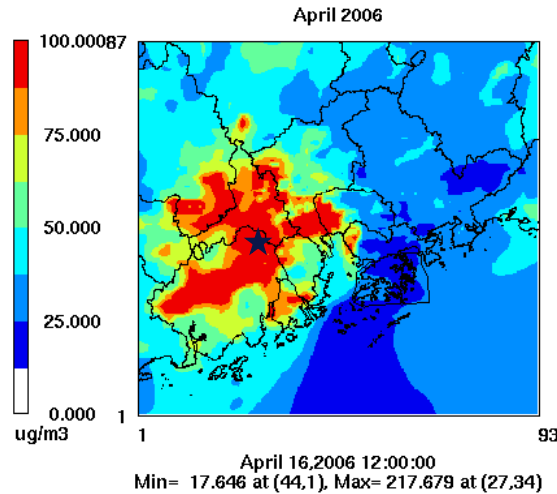 April 2006
100.000
87
75.000
50.000
25.000
0.000
ug/m3
1
1
93
April 16,2006 12:00:00
Min= 17.646 at (44,1), Max= 217.679 at (27,34)